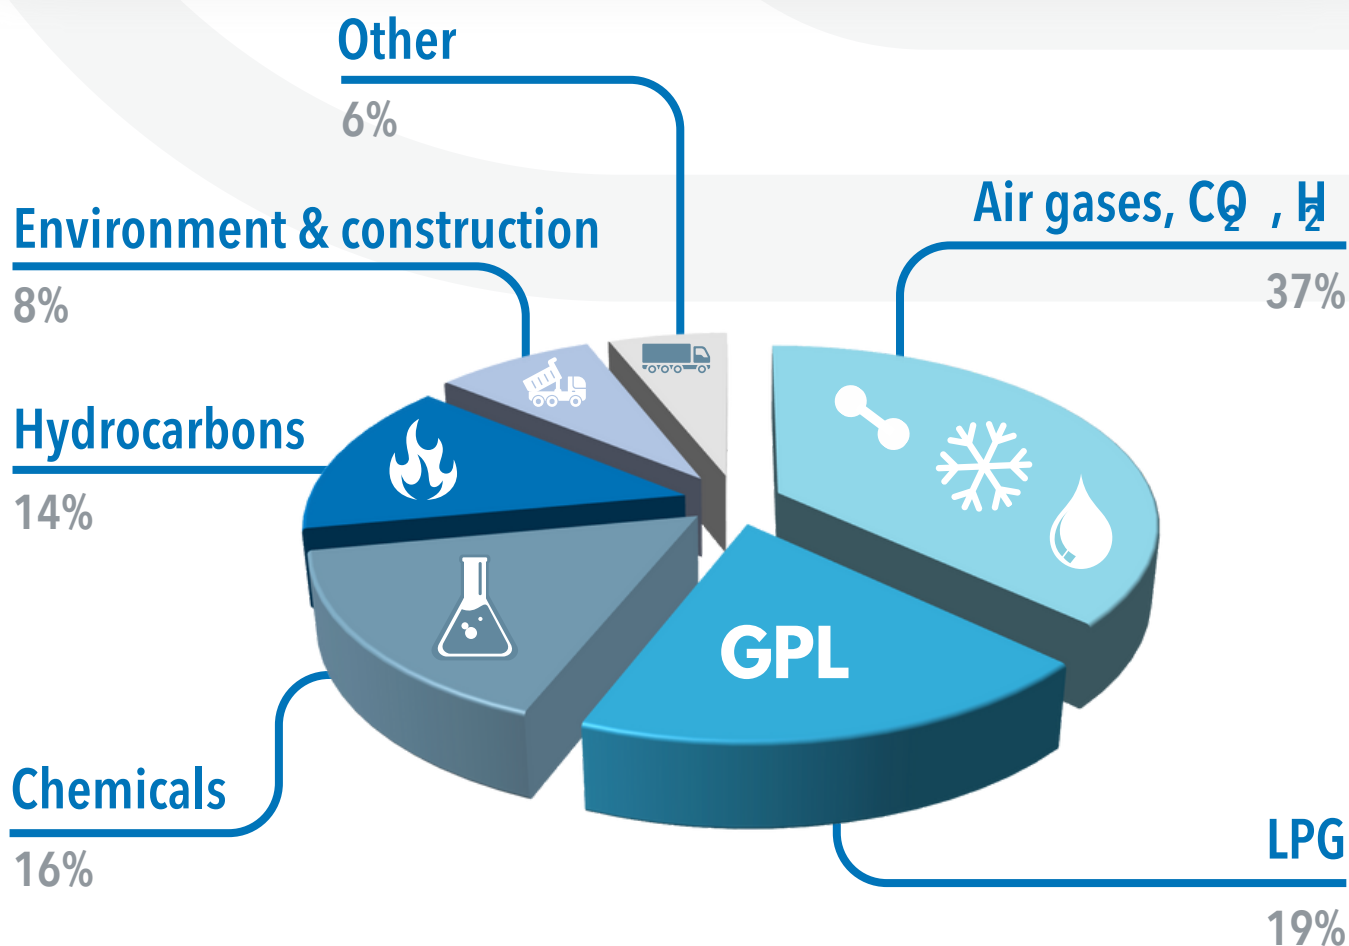 Other
6%
Air gases, CO₂ , H₂
37%
Environment & construction
8%
Hydrocarbons
14%
GPL
Chemicals
16%
LPG
19%